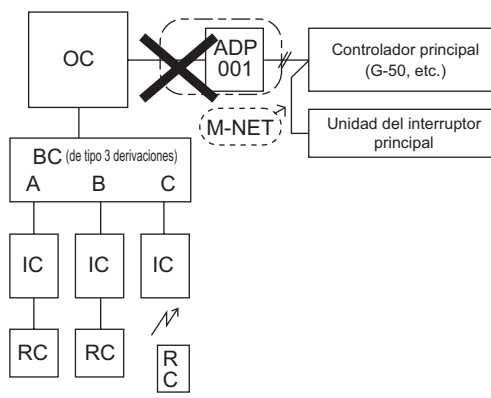 OC
ADP
001
Controlador principal
(G-50, etc.)
M-NET
Unidad del interruptor
principal
BC (de tipo 3 derivaciones)
A B C
IC IC IC
RC RC
R
C